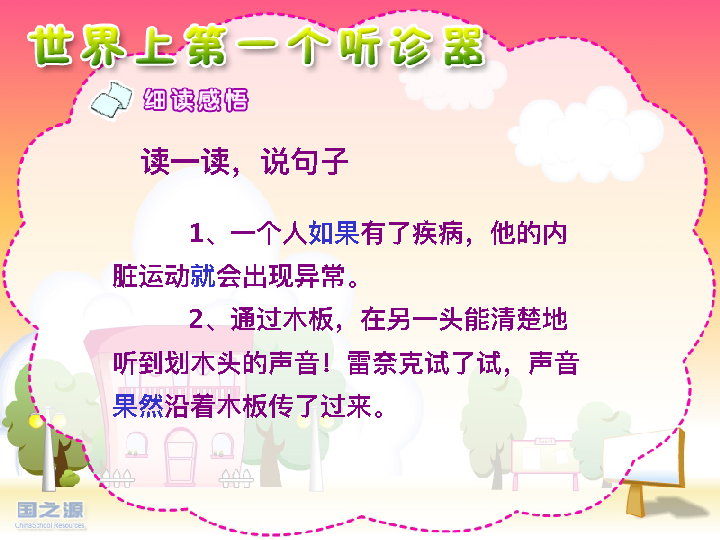 世界上第一个听诊器
细读感悟
读一读，说句子
1、一个人如果有了疾病，他的内
脏运动就会出现异常。
2、通过木板，在另一头能清楚地
听到划木头的声音！雷奈克试了试，声音
果然沿着木板传了过来。
国之源
ChinaSchool Resources